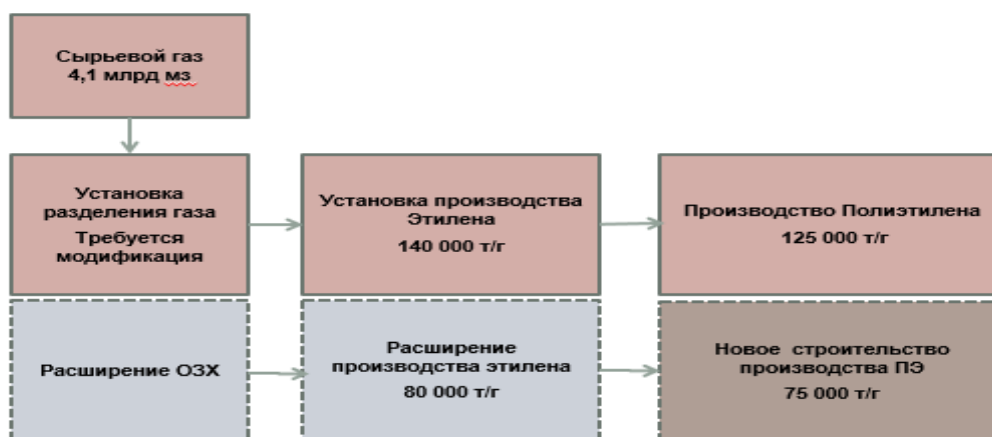 Сырьевой газ
4,1 млрд мз
Установка
разделения газа
Требуется
модификация
Установка производства
Этилена
140 000 т/г
Производство Полиэтилена
125 000 т/г
Расширение ОЗХ
Расширение
производства этилена
80 000 т/г
Новое строительство
производства ПЭ
75 000 т/г